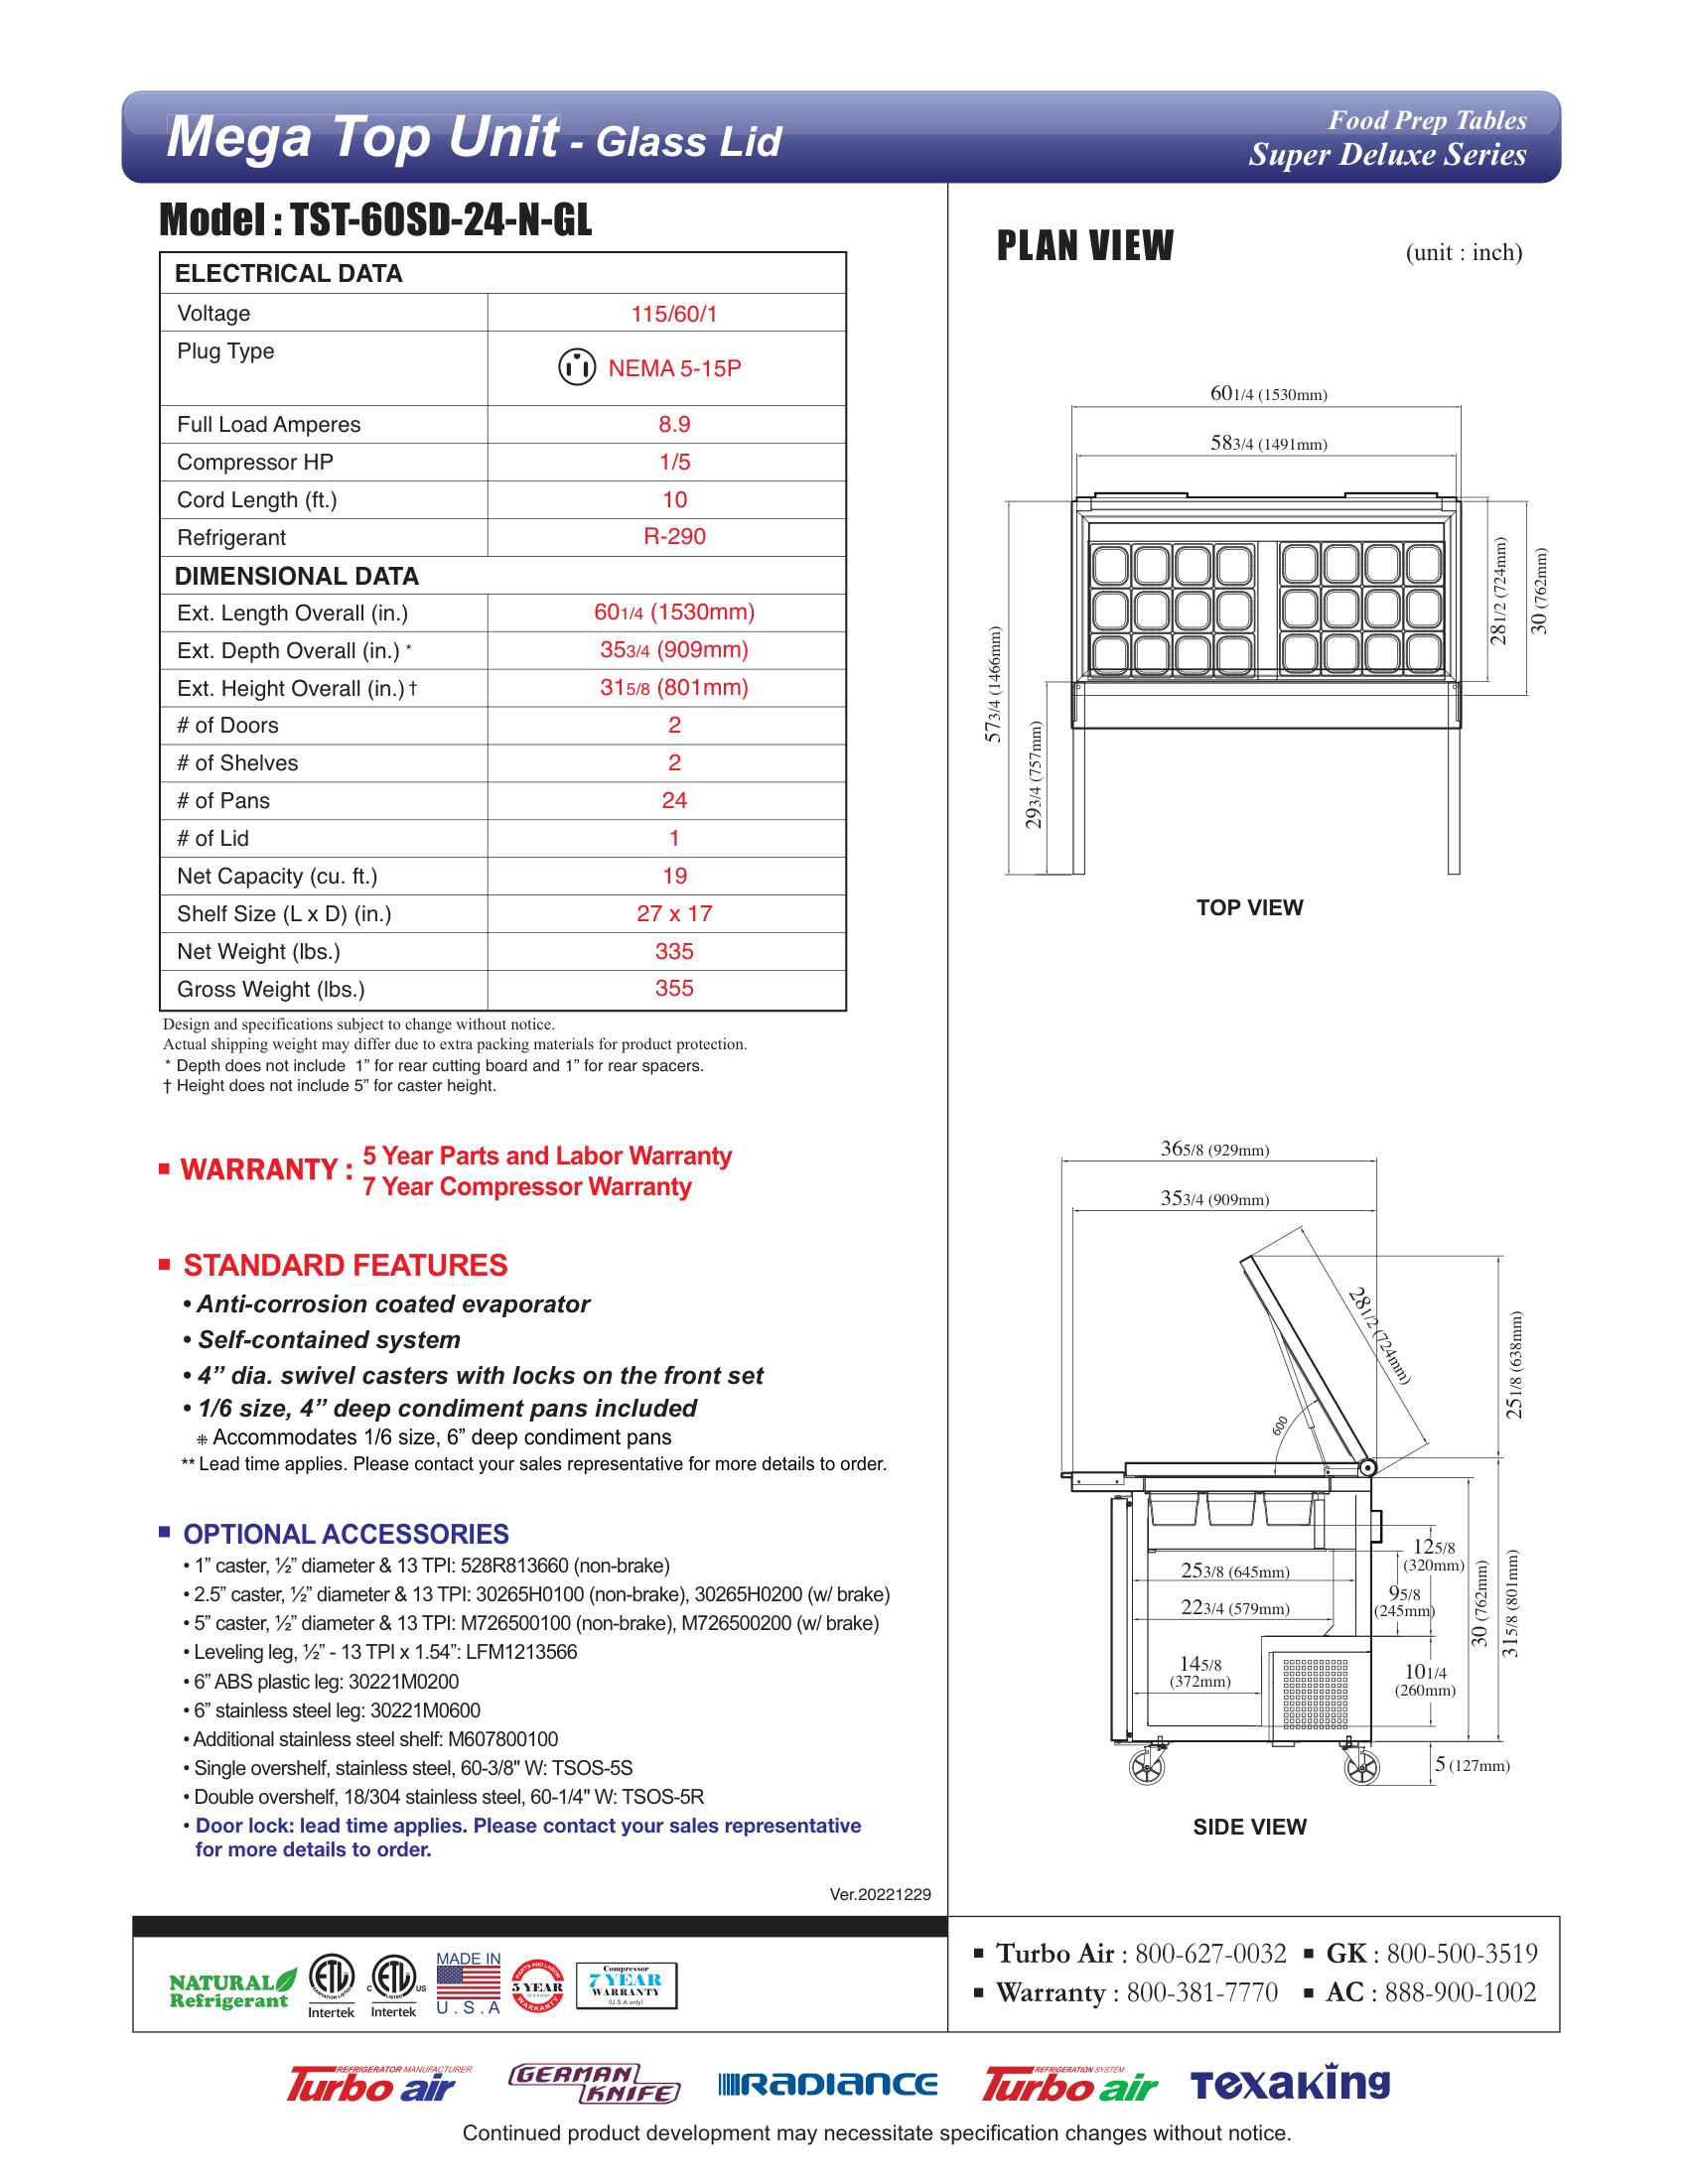 Mega Top Unit - Glass Lid
Food Prep Tables
Super Deluxe Series
Model : TST-60SD-24-N-GL
ELECTRICAL DATA
Voltage 115/60/1
Plug Type NEMA 5-15P
Full Load Amperes 8.9
Compressor HP 1/5
Cord Length (ft.) 10
Refrigerant R-290
DIMENSIONAL DATA
Ext. Length Overall (in.) 60 1/4 (1530mm)
Ext. Depth Overall (in.) * 35 3/4 (909mm)
Ext. Height Overall (in.) † 31 5/8 (801mm)
# of Doors 2
# of Shelves 2
# of Pans 24
# of Lid 1
Net Capacity (cu. ft.) 19
Shelf Size (L x D) (in.) 27 x 17
Net Weight (lbs.) 335
Gross Weight (lbs.) 355
Design and specifications subject to change without notice.
Actual shipping weight may differ due to extra packing materials for product protection.
* Depth does not include 1” for rear cutting board and 1” for rear spacers.
† Height does not include 5” for caster height.
WARRANTY :
5 Year Parts and Labor Warranty
7 Year Compressor Warranty
STANDARD FEATURES
• Anti-corrosion coated evaporator
• Self-contained system
• 4” dia. swivel casters with locks on the front set
• 1/6 size, 4” deep condiment pans included
⁜ Accommodates 1/6 size, 6” deep condiment pans
** Lead time applies. Please contact your sales representative for more details to order.
OPTIONAL ACCESSORIES
• 1” caster, ½” diameter & 13 TPI: 528R813660 (non-brake)
• 2.5” caster, ½” diameter & 13 TPI: 30265H0100 (non-brake), 30265H0200 (w/ brake)
• 5” caster, ½” diameter & 13 TPI: M726500100 (non-brake), M726500200 (w/ brake)
• Leveling leg, ½” - 13 TPI x 1.54”: LFM1213566
• 6” ABS plastic leg: 30221M0200
• 6” stainless steel leg: 30221M0600
• Additional stainless steel shelf: M607800100
• Single overshelf, stainless steel, 60-3/8" W: TSOS-5S
• Double overshelf, 18/304 stainless steel, 60-1/4" W: TSOS-5R
• Door lock: lead time applies. Please contact your sales representative
for more details to order.
Ver.20221229
PLAN VIEW
(unit : inch)
60 1/4 (1530mm)
58 3/4 (1491mm)
57 3/4 (1466mm)
29 3/4 (757mm)
28 1/2 (724mm)
30 (762mm)
TOP VIEW
36 5/8 (929mm)
35 3/4 (909mm)
28 1/2 (724mm)
25 1/8 (638mm)
600
12 5/8
(320mm)
25 3/8 (645mm)
9 5/8
(245mm)
22 3/4 (579mm)
14 5/8
(372mm)
10 1/4
(260mm)
30 (762mm)
31 5/8 (801mm)
5 (127mm)
SIDE VIEW
NATURAL
Refrigerant
ETL
Intertek
C ETL US
LISTED
Intertek
MADE IN
U.S.A
PARTS AND LABOR
5 YEAR
(U.S.A only)
WARRANTY
Compressor
7 YEAR
WARRANTY
(U.S.A only)
Turbo Air : 800-627-0032
GK : 800-500-3519
Warranty : 800-381-7770
AC : 888-900-1002
REFRIGERATOR MANUFACTURER
Turbo air
GERMAN
KNIFE
RADIANCE
REFRIGERATION SYSTEM
Turbo air
TEXAKING
Continued product development may necessitate specification changes without notice.